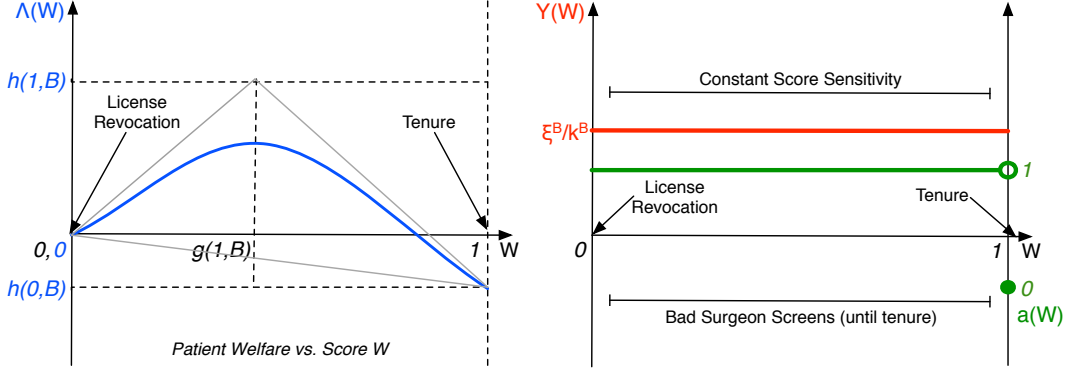 Λ(W)
h(1,B)
License
Revocation
Tenure
0,0
g(1,B)
1
W
h(0,B)
Patient Welfare vs. Score W
Y(W)
Constant Score Sensitivity
ξᴮ/kᴮ
1
License
Revocation
Tenure
0
1
W
0
a(W)
Bad Surgeon Screens (until tenure)